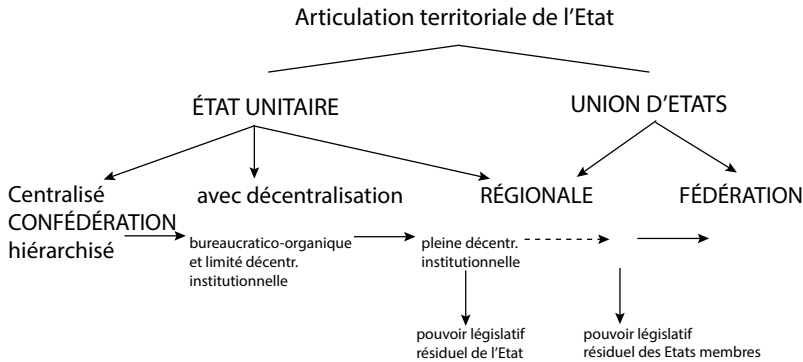 Articulation territoriale de l’Etat
ÉTAT UNITAIRE
UNION D’ETATS
Centralisé
CONFÉDÉRATION
hiérarchisé
avec décentralisation
RÉGIONALE
FÉDÉRATION
bureaucratico-organique
et limité décentr.
institutionnelle
pleine décentr.
institutionnelle
pouvoir législatif
résiduel de l’Etat
pouvoir législatif
résiduel des Etats membres